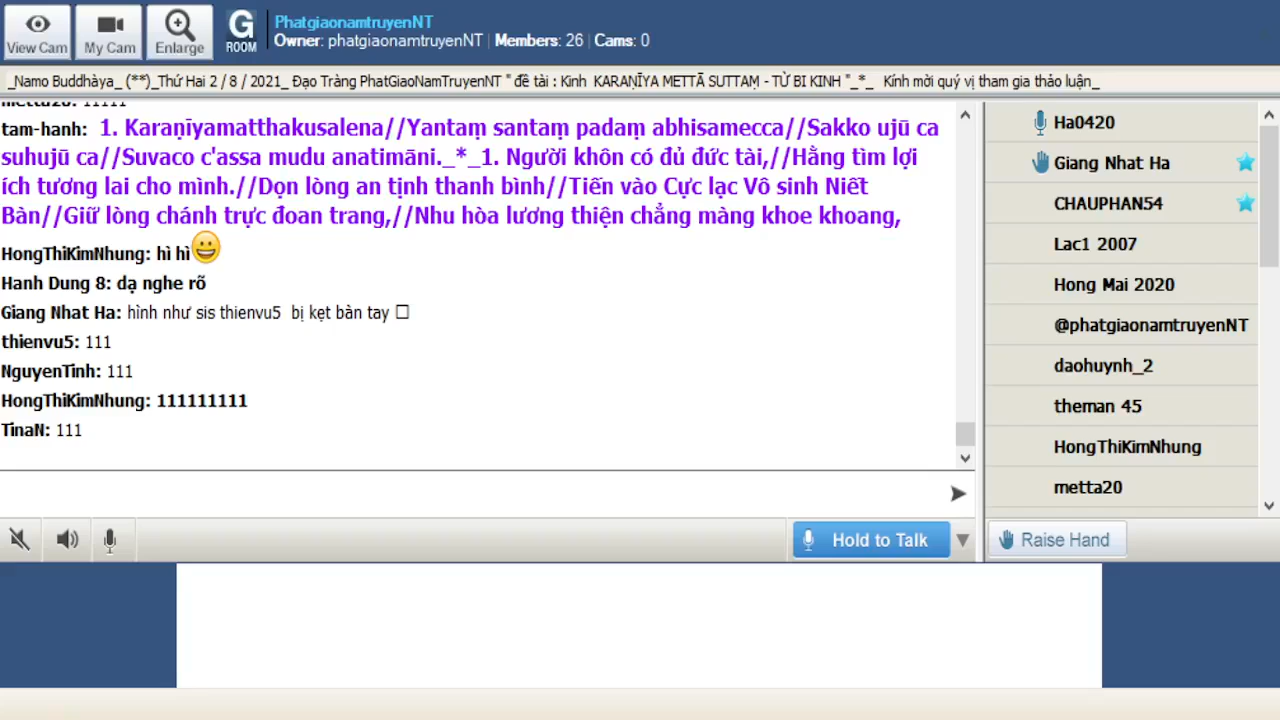 View Cam
My Cam
Enlarge
G
ROOM
PhatgiaonamtruyenNT
Owner: phatgiaonamtruyenNT | Members: 26 | Cams: 0
_Namo Buddhàya_ (**)_Thứ Hai 2 / 8 / 2021_ Đạo Tràng PhatGiaoNamTruyenNT " đề tài : Kinh KARAṆĪYA METTĀ SUTTAṂ - TỪ BI KINH "_*_ Kính mời quý vị tham gia thảo luận_
metta20: 11111
tam-hanh: 1. Karaṇīyamatthakusalena//Yantaṃ santaṃ padaṃ abhisamecca//Sakko ujū ca
suhujū ca//Suvaco c'assa mudu anatimāni._*_1. Người khôn có đủ đức tài,//Hằng tìm lợi
ích tương lai cho mình.//Dọn lòng an tịnh thanh bình//Tiến vào Cực lạc Vô sinh Niết
Bàn//Giữ lòng chánh trực đoan trang,//Nhu hòa lương thiện chẳng màng khoe khoang,
HongThiKimNhung: hì hì
Hanh Dung 8: dạ nghe rõ
Giang Nhat Ha: hình như sis thienvu5 bị kẹt bàn tay
thienvu5: 111
NguyenTinh: 111
HongThiKimNhung: 111111111
TinaN: 111
Ha0420
Giang Nhat Ha
CHAUPHAN54
Lac1 2007
Hong Mai 2020
@phatgiaonamtruyenNT
daohuynh_2
theman 45
HongThiKimNhung
metta20
Hold to Talk
Raise Hand